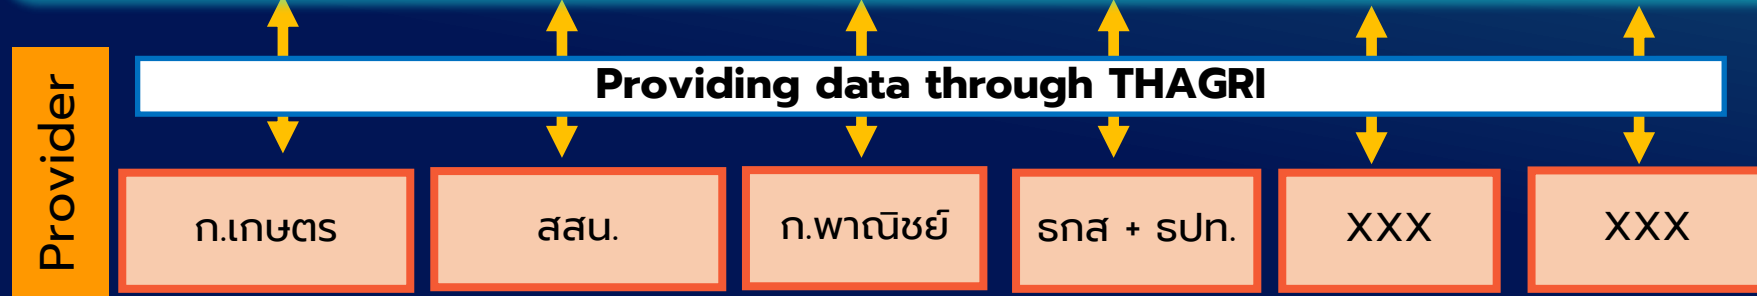 Providing data through THAGRI
Provider
ก.เกษตร
สสน.
ก.พาณิชย์
ธกส + ธปท.
XXX
XXX